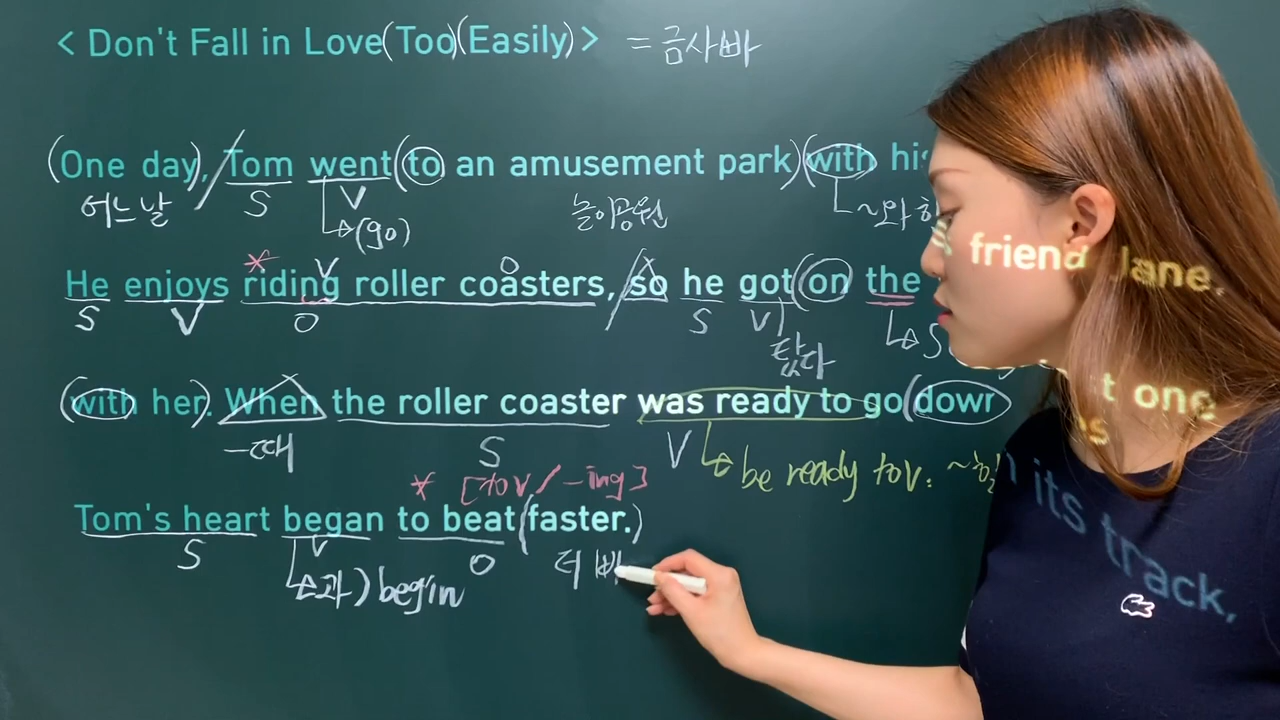 < Don't Fall in Love (Too) (Easily) > = 금사빠
(One day), / Tom went (to an amusement park) (with his friend Jane.
어느 날 S V 놀이공원 ~와 함
↳ (go)
* V O
He enjoys riding roller coasters, / so he got (on the
S V O S V ↳ S
탔다
t one
(with her). When the roller coaster was ready to go (down its track,
-때 S V ↳ be ready to V :
* [to V / -ing]
Tom's heart began to beat (faster.)
S V O 더 빠
↳ 과) begin